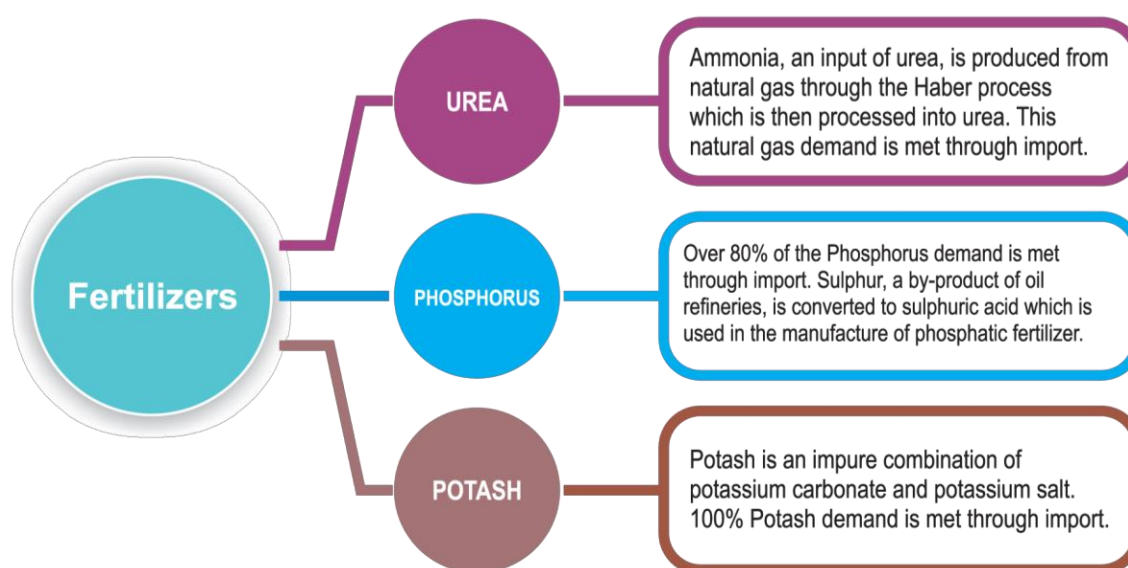 Fertilizers
UREA
Ammonia, an input of urea, is produced from
natural gas through the Haber process
which is then processed into urea. This
natural gas demand is met through import.
PHOSPHORUS
Over 80% of the Phosphorus demand is met
through import. Sulphur, a by-product of oil
refineries, is converted to sulphuric acid which is
used in the manufacture of phosphatic fertilizer.
POTASH
Potash is an impure combination of
potassium carbonate and potassium salt.
100% Potash demand is met through import.